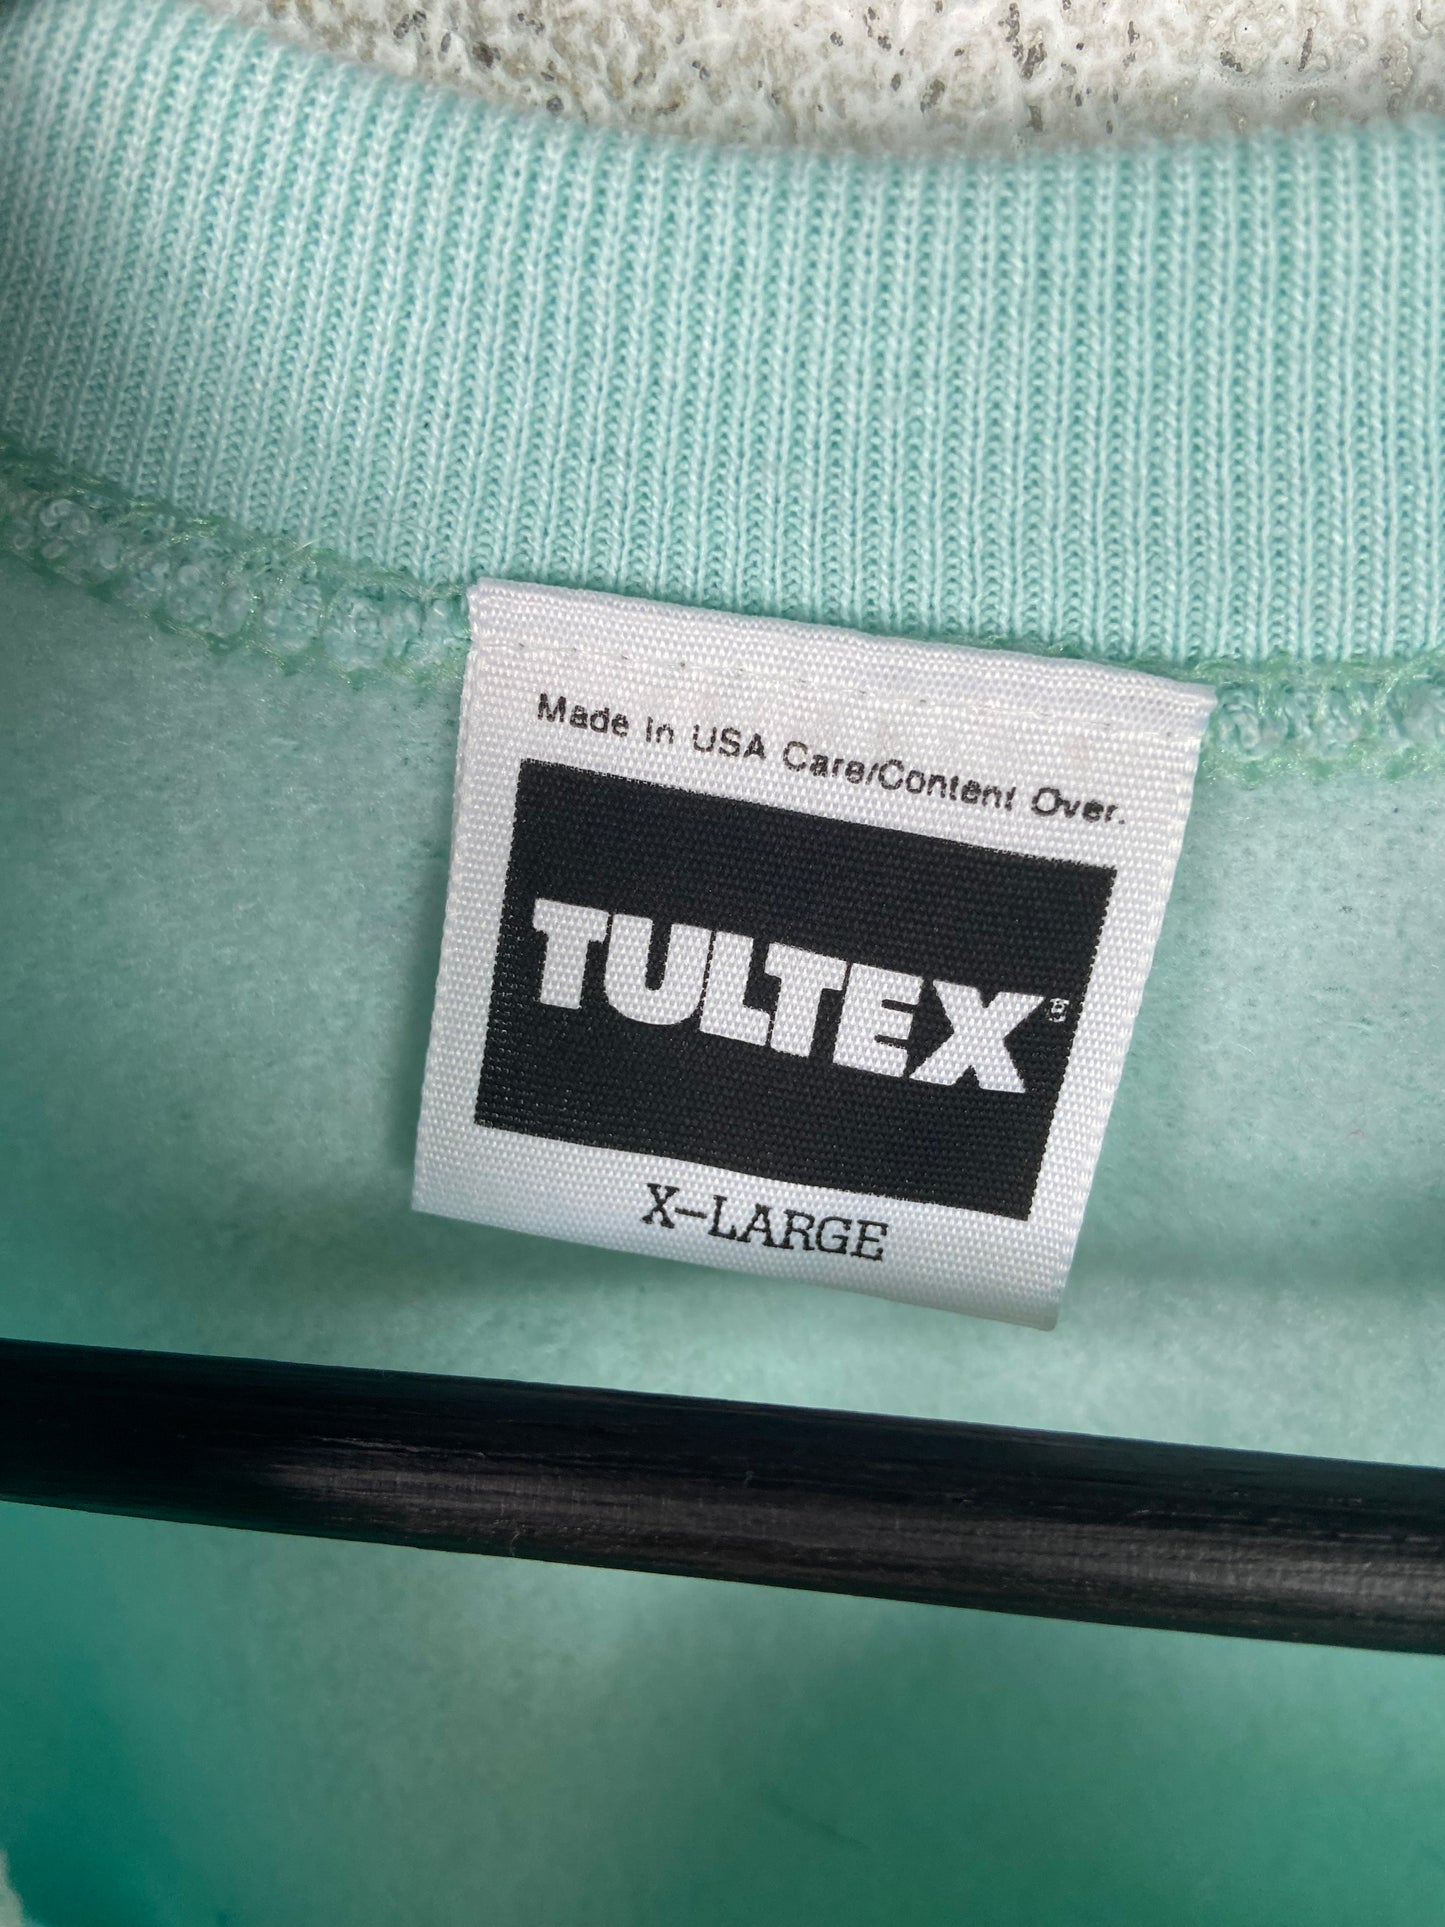 Made in USA Care/Content Over.
TULTEX®
X-LARGE